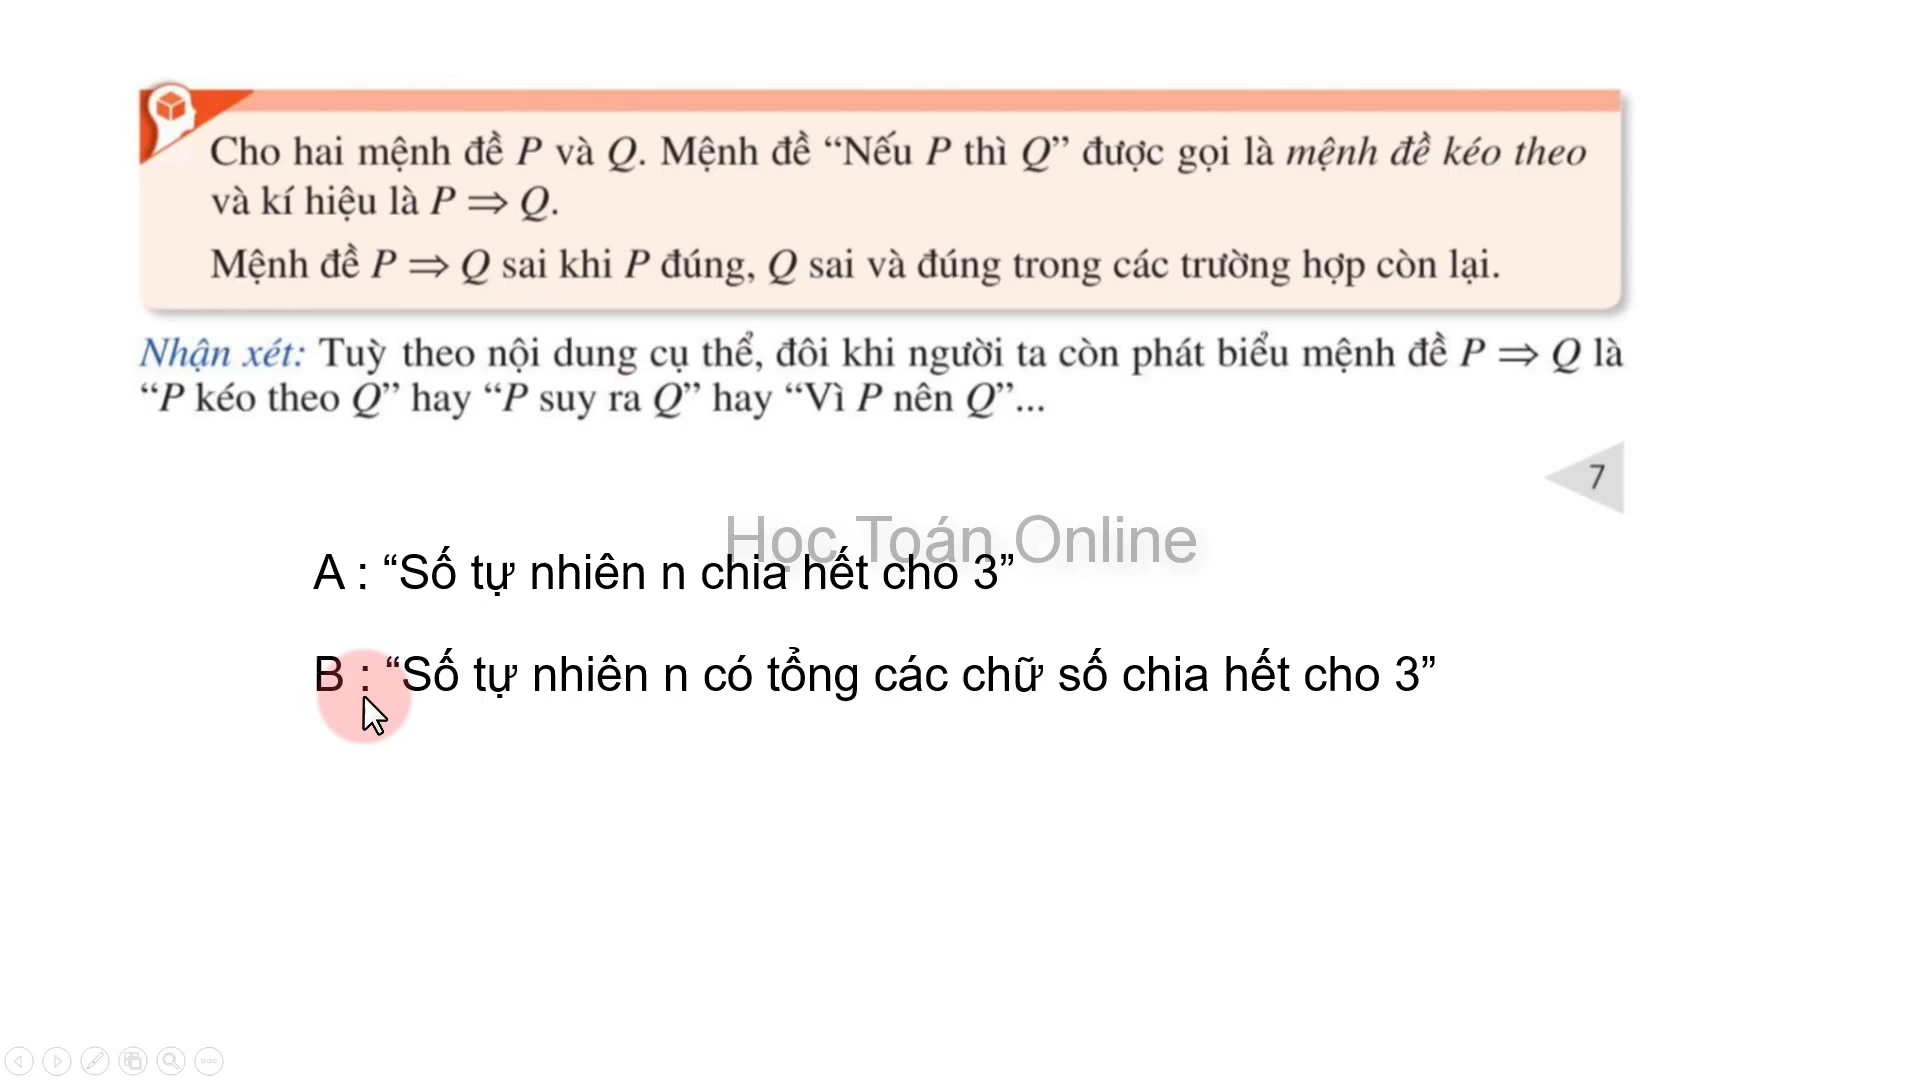 Cho hai mệnh đề P và Q. Mệnh đề “Nếu P thì Q” được gọi là mệnh đề kéo theo
và kí hiệu là P ⇒ Q.
Mệnh đề P ⇒ Q sai khi P đúng, Q sai và đúng trong các trường hợp còn lại.
Nhận xét: Tuỳ theo nội dung cụ thể, đôi khi người ta còn phát biểu mệnh đề P ⇒ Q là
“P kéo theo Q” hay “P suy ra Q” hay “Vì P nên Q”...
7
Học Toán Online
A : “Số tự nhiên n chia hết cho 3”
B : “Số tự nhiên n có tổng các chữ số chia hết cho 3”